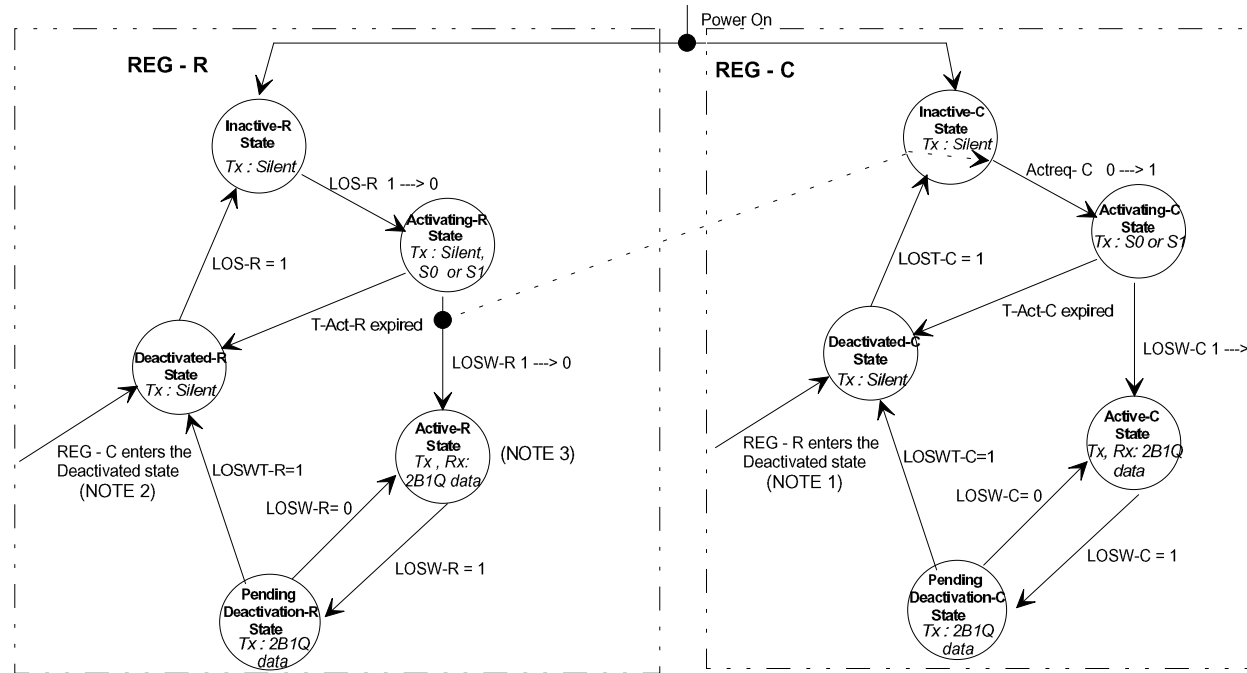 Power On
REG - R
Inactive-R
State
Tx : Silent
LOS-R 1 ---> 0
Activating-R
State
Tx : Silent,
S0 or S1
LOS-R = 1
T-Act-R expired
Deactivated-R
State
Tx : Silent
LOSW-R 1 ---> 0
REG - C enters the
Deactivated state
(NOTE 2)
LOSWT-R=1
Active-R
State
Tx , Rx:
2B1Q data
(NOTE 3)
LOSW-R= 0
LOSW-R = 1
Pending
Deactivation-R
State
Tx : 2B1Q
data
REG - C
Inactive-C
State
Tx : Silent
Actreq- C 0 ---> 1
Activating-C
State
Tx : S0 or S1
LOST-C = 1
T-Act-C expired
Deactivated-C
State
Tx : Silent
LOSW-C 1 --->
REG - R enters the
Deactivated state
(NOTE 1)
LOSWT-C=1
Active-C
State
Tx, Rx: 2B1Q
data
LOSW-C= 0
LOSW-C = 1
Pending
Deactivation-C
State
Tx : 2B1Q
data